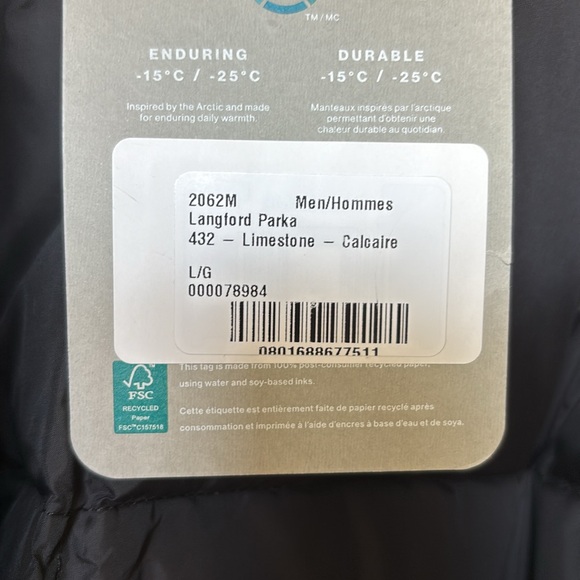 TM/MC
ENDURING
-15°C / -25°C
Inspired by the Arctic and made
for enduring daily warmth.
DURABLE
-15°C / -25°C
Manteaux inspirés par l'arctique
permettant d'obtenir une
chaleur durable au quotidien.
2062M Men/Hommes
Langford Parka
432 – Limestone – Calcaire
L/G
000078984
0801688677511
This tag is made from 100% post-consumer recycled paper,
using water and soy-based inks.
Cette étiquette est entièrement faite de papier recyclé après
consommation et imprimée à l'aide d'encres à base d'eau et de soya.
FSC
RECYCLED
Paper
FSC™C157518